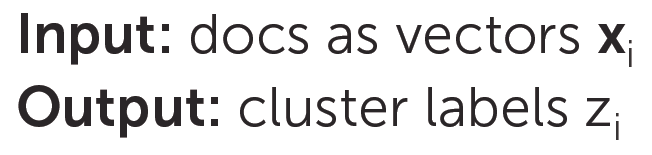 Input: docs as vectors xᵢ
Output: cluster labels zᵢ